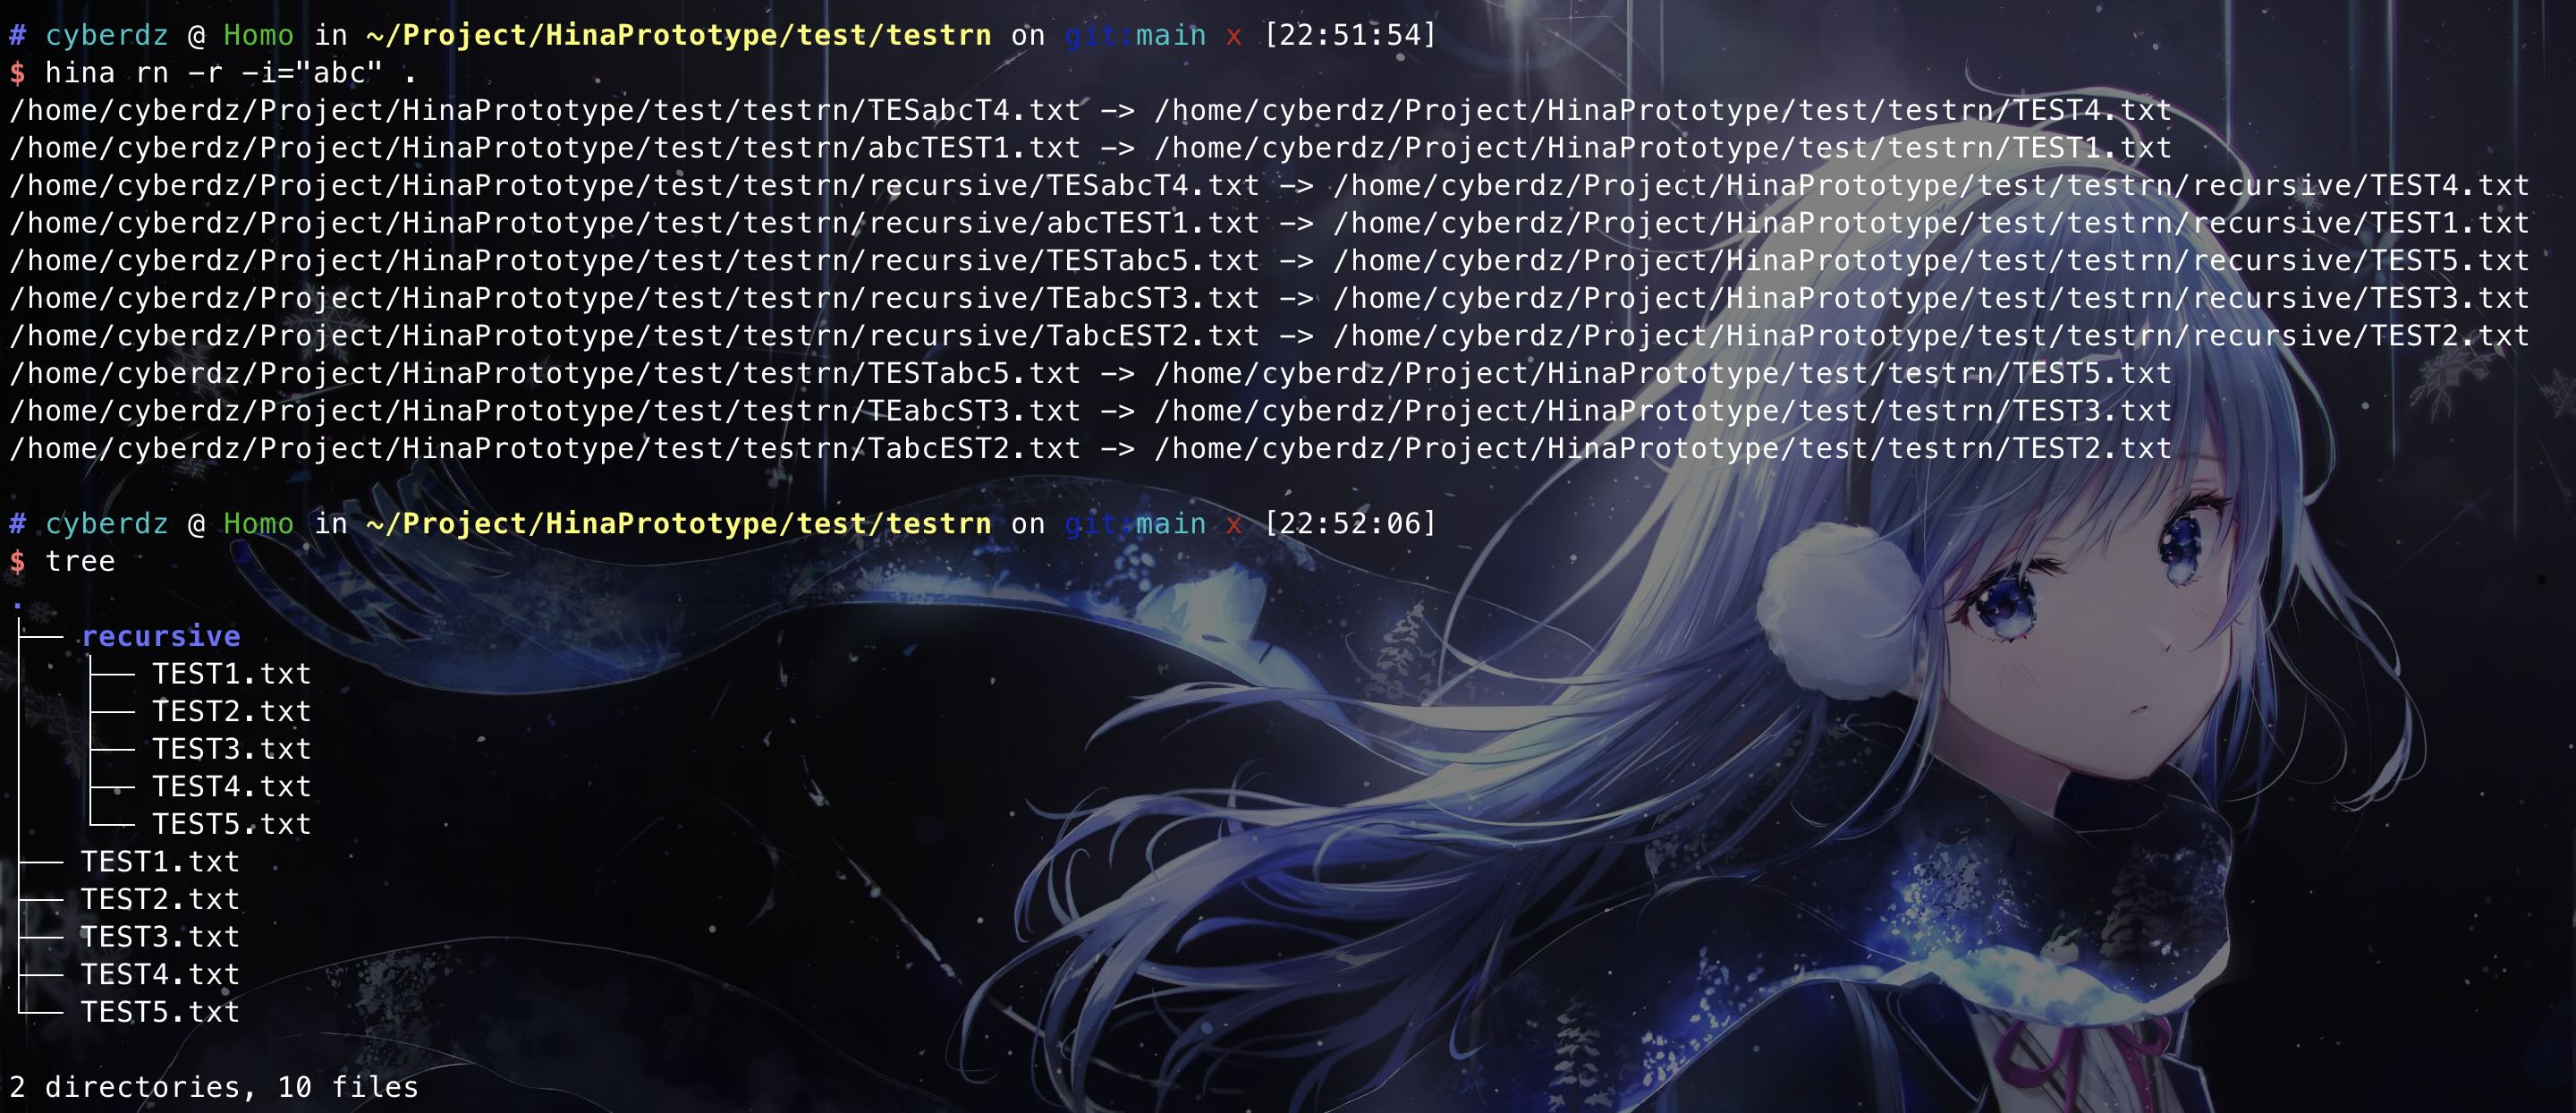 # cyberdz @ Homo in ~/Project/HinaPrototype/test/testrn on git:main x [22:51:54]
$ hina rn -r -i="abc" .
/home/cyberdz/Project/HinaPrototype/test/testrn/TESabcT4.txt -> /home/cyberdz/Project/HinaPrototype/test/testrn/TEST4.txt
/home/cyberdz/Project/HinaPrototype/test/testrn/abcTEST1.txt -> /home/cyberdz/Project/HinaPrototype/test/testrn/TEST1.txt
/home/cyberdz/Project/HinaPrototype/test/testrn/recursive/TESabcT4.txt -> /home/cyberdz/Project/HinaPrototype/test/testrn/recursive/TEST4.txt
/home/cyberdz/Project/HinaPrototype/test/testrn/recursive/abcTEST1.txt -> /home/cyberdz/Project/HinaPrototype/test/testrn/recursive/TEST1.txt
/home/cyberdz/Project/HinaPrototype/test/testrn/recursive/TESTabc5.txt -> /home/cyberdz/Project/HinaPrototype/test/testrn/recursive/TEST5.txt
/home/cyberdz/Project/HinaPrototype/test/testrn/recursive/TEabcST3.txt -> /home/cyberdz/Project/HinaPrototype/test/testrn/recursive/TEST3.txt
/home/cyberdz/Project/HinaPrototype/test/testrn/recursive/TabcEST2.txt -> /home/cyberdz/Project/HinaPrototype/test/testrn/recursive/TEST2.txt
/home/cyberdz/Project/HinaPrototype/test/testrn/TESTabc5.txt -> /home/cyberdz/Project/HinaPrototype/test/testrn/TEST5.txt
/home/cyberdz/Project/HinaPrototype/test/testrn/TEabcST3.txt -> /home/cyberdz/Project/HinaPrototype/test/testrn/TEST3.txt
/home/cyberdz/Project/HinaPrototype/test/testrn/TabcEST2.txt -> /home/cyberdz/Project/HinaPrototype/test/testrn/TEST2.txt
# cyberdz @ Homo in ~/Project/HinaPrototype/test/testrn on git:main x [22:52:06]
$ tree
.
├── recursive
│   ├── TEST1.txt
│   ├── TEST2.txt
│   ├── TEST3.txt
│   ├── TEST4.txt
│   └── TEST5.txt
├── TEST1.txt
├── TEST2.txt
├── TEST3.txt
├── TEST4.txt
└── TEST5.txt
2 directories, 10 files